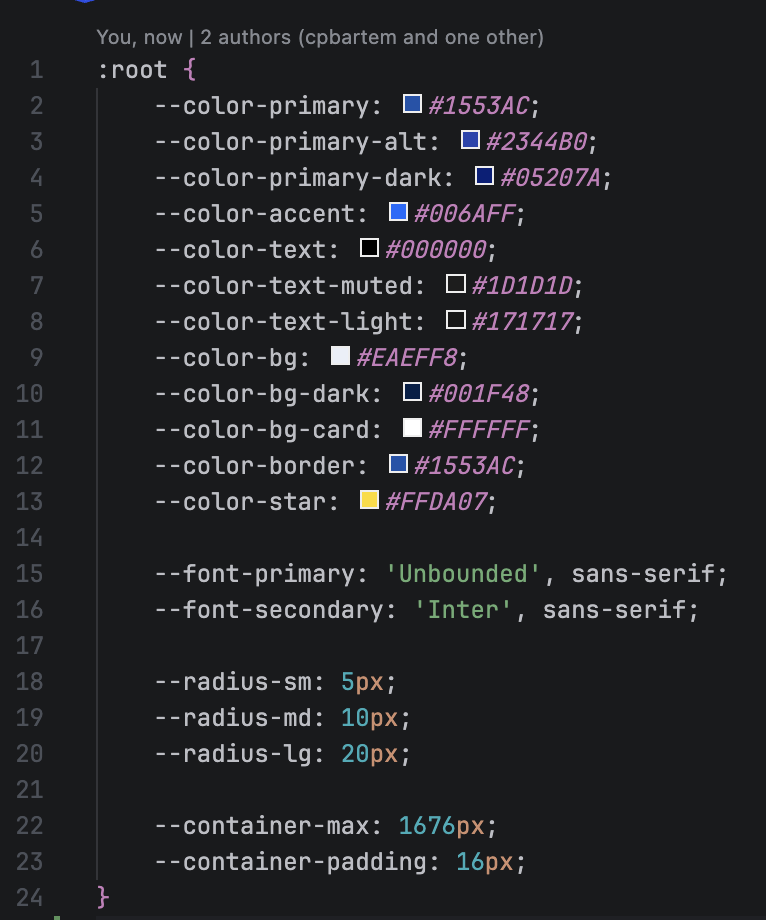 You, now | 2 authors (cpbartem and one other)
1 :root {
2 --color-primary: #1553AC;
3 --color-primary-alt: #2344B0;
4 --color-primary-dark: #05207A;
5 --color-accent: #006AFF;
6 --color-text: #000000;
7 --color-text-muted: #1D1D1D;
8 --color-text-light: #171717;
9 --color-bg: #EAEFF8;
10 --color-bg-dark: #001F48;
11 --color-bg-card: #FFFFFF;
12 --color-border: #1553AC;
13 --color-star: #FFDA07;
14
15 --font-primary: 'Unbounded', sans-serif;
16 --font-secondary: 'Inter', sans-serif;
17
18 --radius-sm: 5px;
19 --radius-md: 10px;
20 --radius-lg: 20px;
21
22 --container-max: 1676px;
23 --container-padding: 16px;
24 }